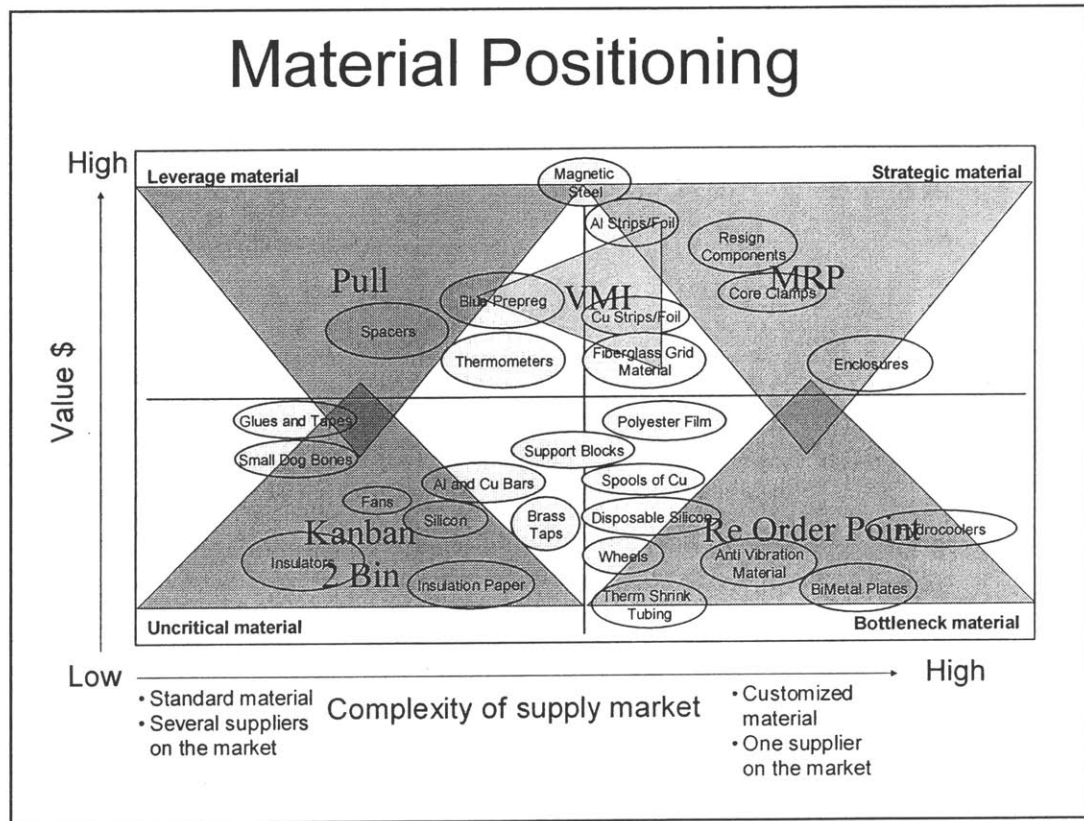 Material Positioning
High
Leverage material
Strategic material
Magnetic
Steel
Al Strips/Foil
Resign
Components
Pull
MRP
Blue Prepreg
VMI
Core Clamps
Cu Strips/Foil
Spacers
Thermometers
Fiberglass Grid
Material
Enclosures
Value $
Glues and Tapes
Polyester Film
Support Blocks
Small Dog Bones
Al and Cu Bars
Spools of Cu
Fans
Silicon
Brass
Taps
Disposable Silicon
Kanban
2 Bin
Re Order Point
Wheels
Anti Vibration
Material
Insulators
Insulation Paper
BiMetal Plates
Therm Shrink
Tubing
Uncritical material
Bottleneck material
Low
High
• Standard material
• Several suppliers
on the market
Complexity of supply market
• Customized
material
• One supplier
on the market